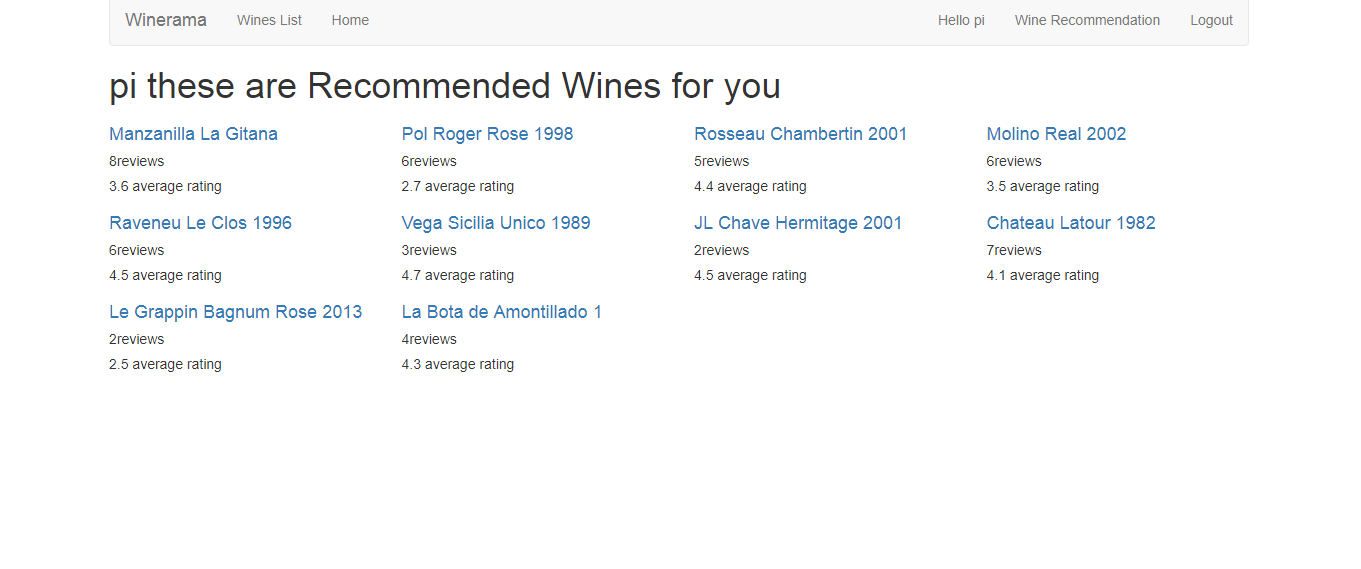 Winerama Wines List Home Hello pi Wine Recommendation Logout
pi these are Recommended Wines for you
Manzanilla La Gitana
8reviews
3.6 average rating
Pol Roger Rose 1998
6reviews
2.7 average rating
Rosseau Chambertin 2001
5reviews
4.4 average rating
Molino Real 2002
6reviews
3.5 average rating
Raveneu Le Clos 1996
6reviews
4.5 average rating
Vega Sicilia Unico 1989
3reviews
4.7 average rating
JL Chave Hermitage 2001
2reviews
4.5 average rating
Chateau Latour 1982
7reviews
4.1 average rating
Le Grappin Bagnum Rose 2013
2reviews
2.5 average rating
La Bota de Amontillado 1
4reviews
4.3 average rating